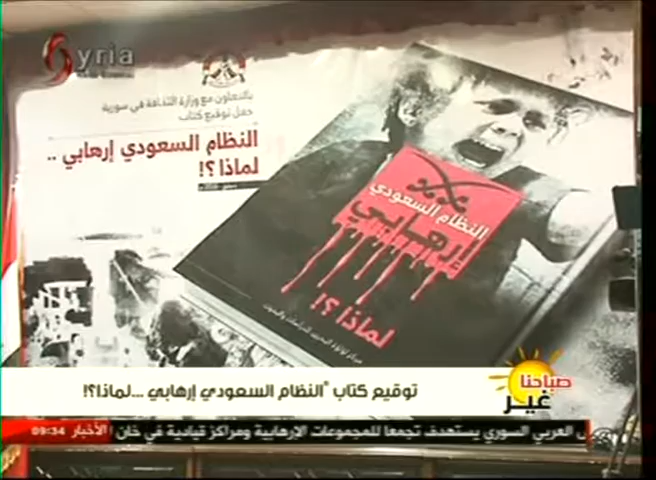 Syria
بالتعاون مع وزارة الثقافة في سورية
حفل توقيع كتاب
النظام السعودي إرهابي ..
لماذا ؟!
النظام السعودي
إرهابي
لماذا ؟!
توقيع كتاب "النظام السعودي إرهابي ...لماذا؟!
صباحنا
غير
العربي السوري يستهدف تجمعا للمجموعات الإرهابية ومراكز قيادية في خان
الأخبار
09:34